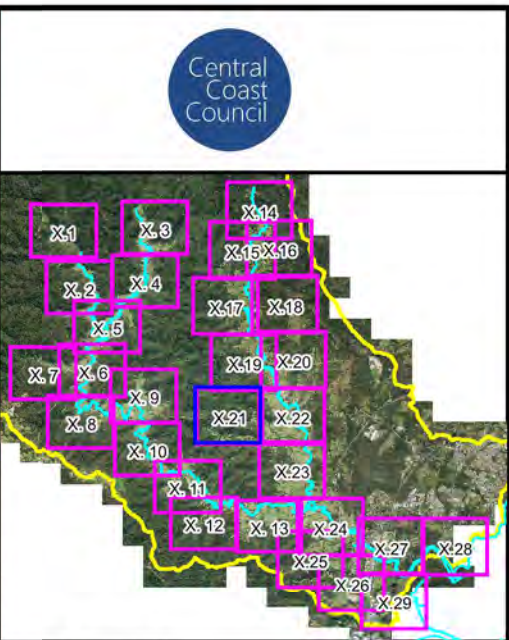 Central
Coast
Council
X.1
X. 3
X.14
X.15
X.16
X. 2
X. 4
X.17
X.18
X. 5
X. 7
X. 6
X.19
X.20
X. 9
X. 8
X.21
X.22
X. 10
X. 11
X.23
X. 12
X. 13
X.24
X.25
X.27
X.28
X.26
X.29